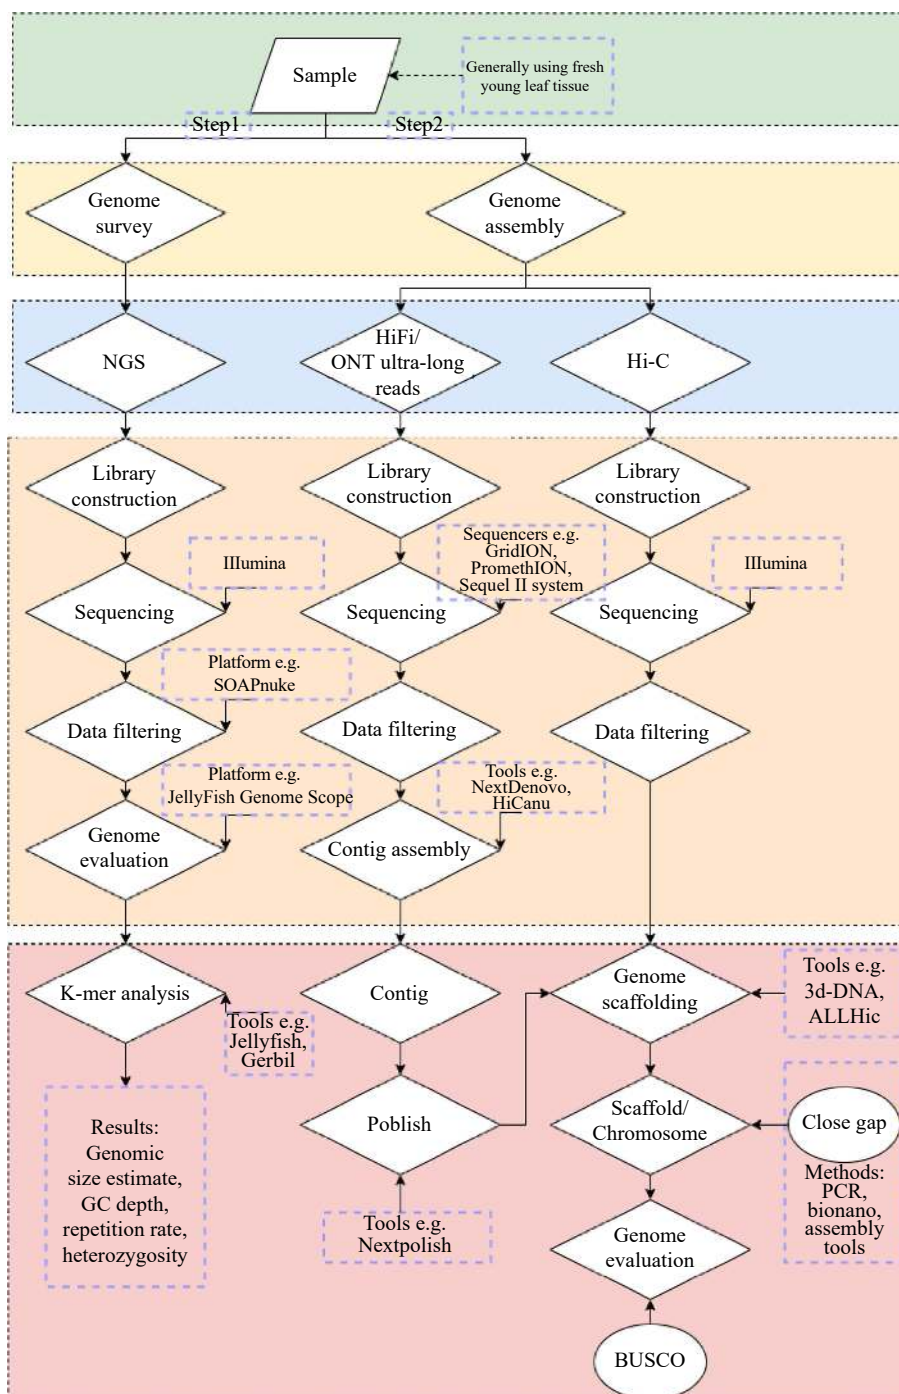 Sample
Generally using fresh
young leaf tissue
Step1
Step2
Genome
survey
Genome
assembly
NGS
HiFi/
ONT ultra-long
reads
Hi-C
Library
construction
Library
construction
Library
construction
Illumina
Sequencers e.g.
GridION,
PromethION,
Sequel II system
Illumina
Sequencing
Sequencing
Sequencing
Platform e.g.
SOAPnuke
Data filtering
Data filtering
Data filtering
Platform e.g.
JellyFish Genome Scope
Tools e.g.
NextDenovo,
HiCanu
Genome
evaluation
Contig assembly
K-mer analysis
Contig
Genome
scaffolding
Tools e.g.
3d-DNA,
ALLHic
Tools e.g.
Jellyfish,
Gerbil
Results:
Genomic
size estimate,
GC depth,
repetition rate,
heterozygosity
Poblish
Scaffold/
Chromosome
Close gap
Methods:
PCR,
bionano,
assembly
tools
Tools e.g.
Nextpolish
Genome
evaluation
BUSCO